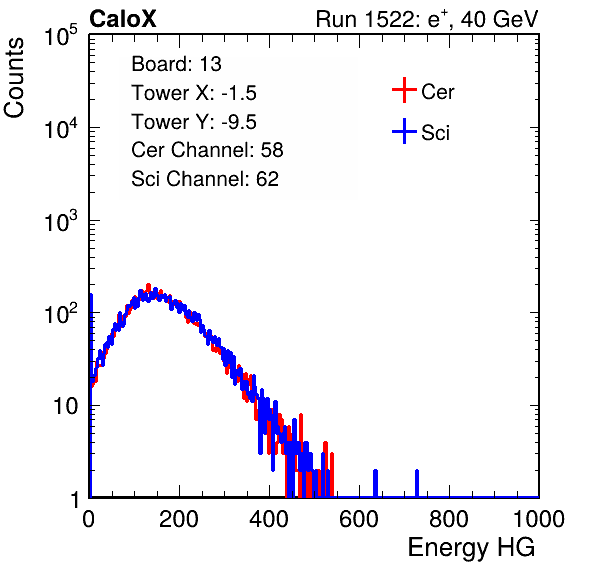 CaloX Run 1522: e⁺, 40 GeV
Counts
10⁵
10⁴
10³
10²
10
1
Board: 13
Tower X: -1.5
Tower Y: -9.5
Cer Channel: 58
Sci Channel: 62
Cer
Sci
0 200 400 600 800 1000
Energy HG